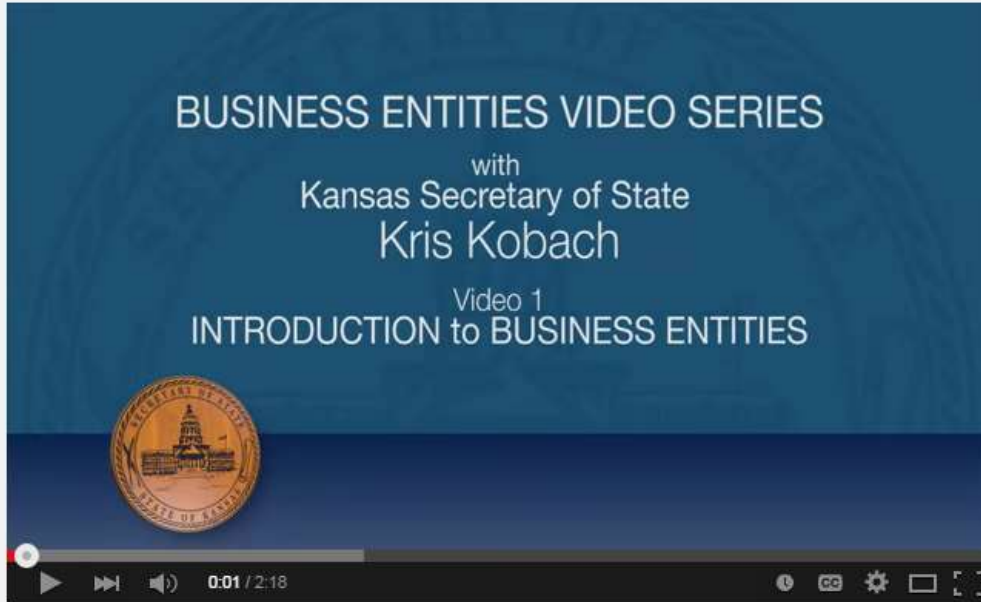 BUSINESS ENTITIES VIDEO SERIES
with
Kansas Secretary of State
Kris Kobach
Video 1
INTRODUCTION to BUSINESS ENTITIES
SECRETARY OF STATE
STATE OF KANSAS
0:01 / 2:18
CC